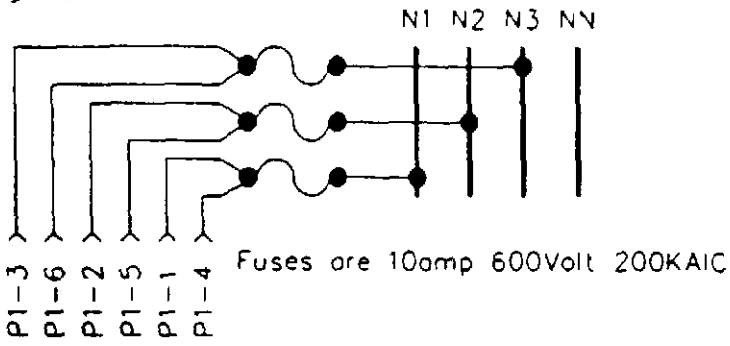 N1 N2 N3 NN
P1-3
P1-6
P1-2
P1-5
P1-1
P1-4
Fuses are 10amp 600Volt 200KAIC